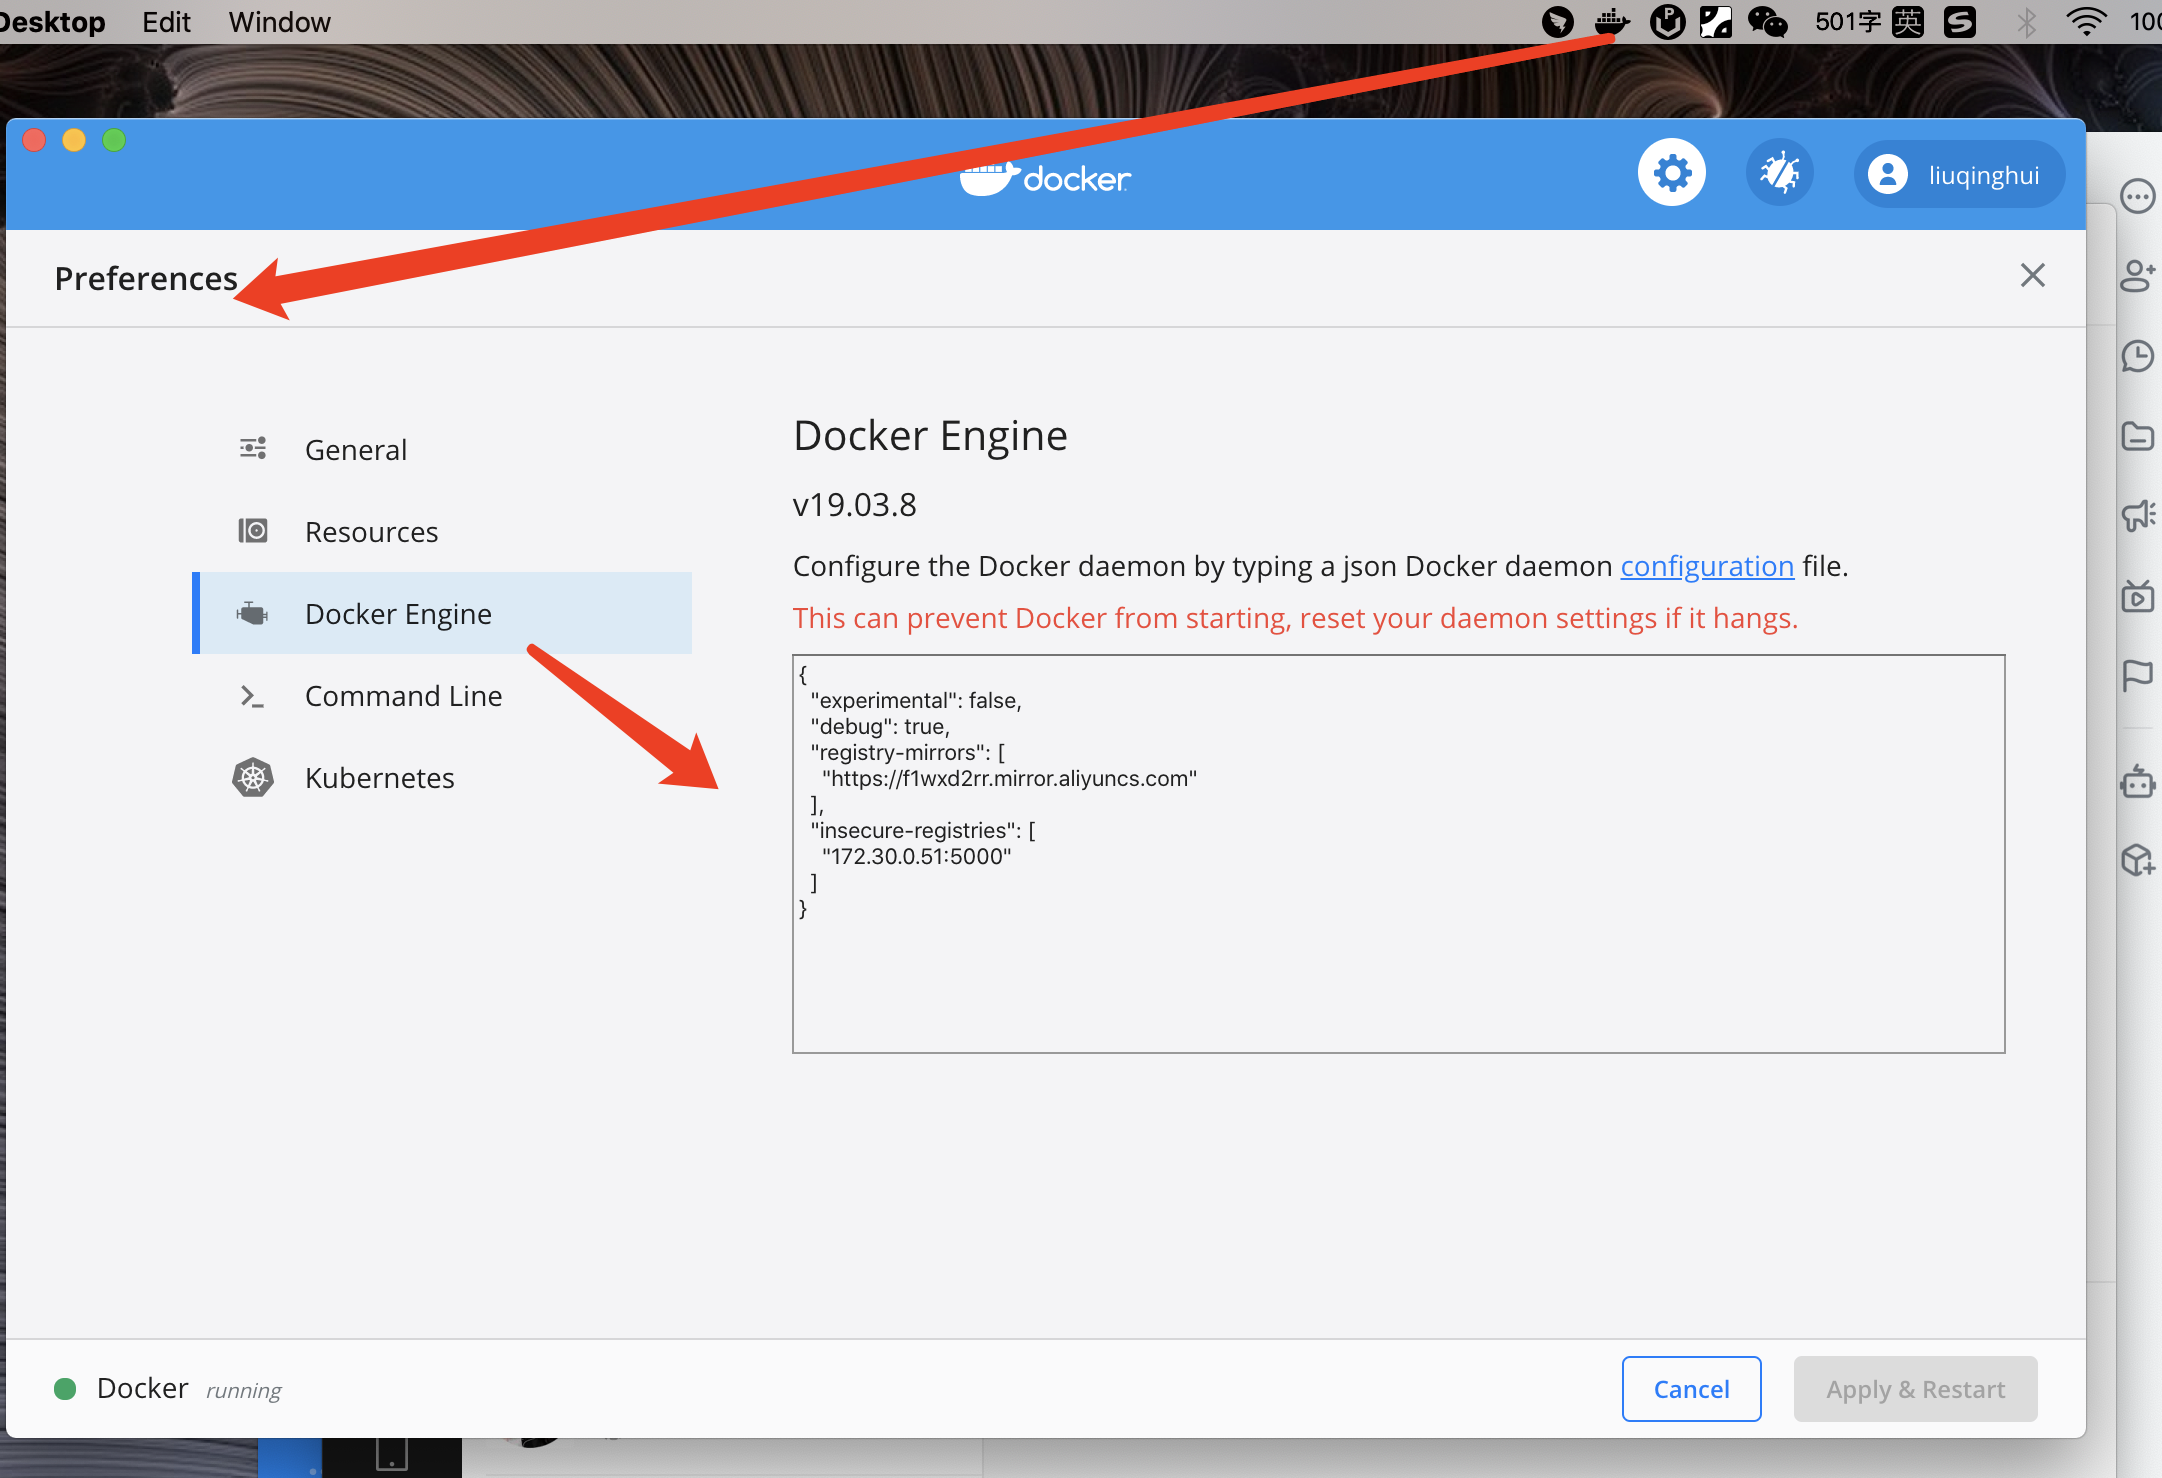 Desktop Edit Window 501字 英 100
docker
liuqinghui
Preferences
General
Resources
Docker Engine
Command Line
Kubernetes
Docker Engine
v19.03.8
Configure the Docker daemon by typing a json Docker daemon configuration file.
This can prevent Docker from starting, reset your daemon settings if it hangs.
{
"experimental": false,
"debug": true,
"registry-mirrors": [
"https://f1wxd2rr.mirror.aliyuncs.com"
],
"insecure-registries": [
"172.30.0.51:5000"
]
}
Docker running
Cancel
Apply & Restart